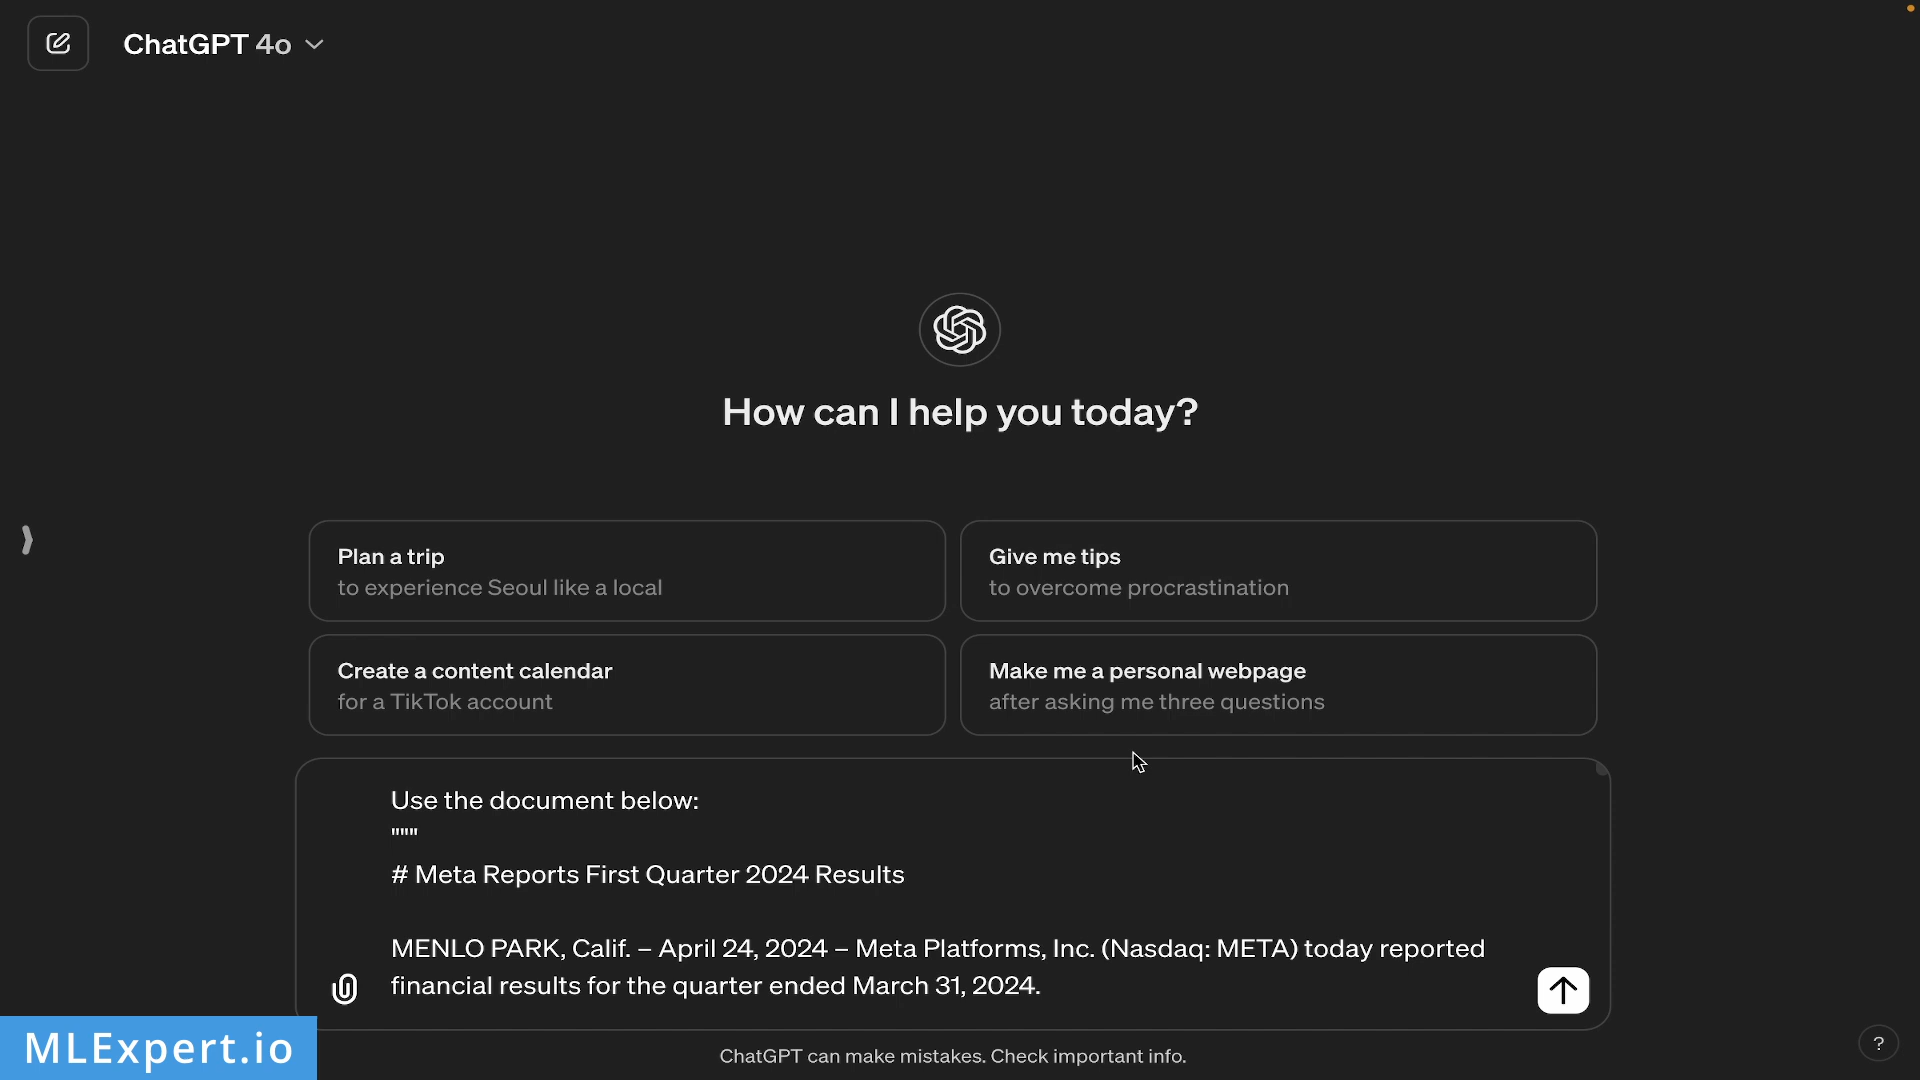 ChatGPT 4o
How can I help you today?
Plan a trip
to experience Seoul like a local
Give me tips
to overcome procrastination
Create a content calendar
for a TikTok account
Make me a personal webpage
after asking me three questions
Use the document below:
"""
# Meta Reports First Quarter 2024 Results
MENLO PARK, Calif. – April 24, 2024 – Meta Platforms, Inc. (Nasdaq: META) today reported
financial results for the quarter ended March 31, 2024.
MLExpert.io
ChatGPT can make mistakes. Check important info.
?